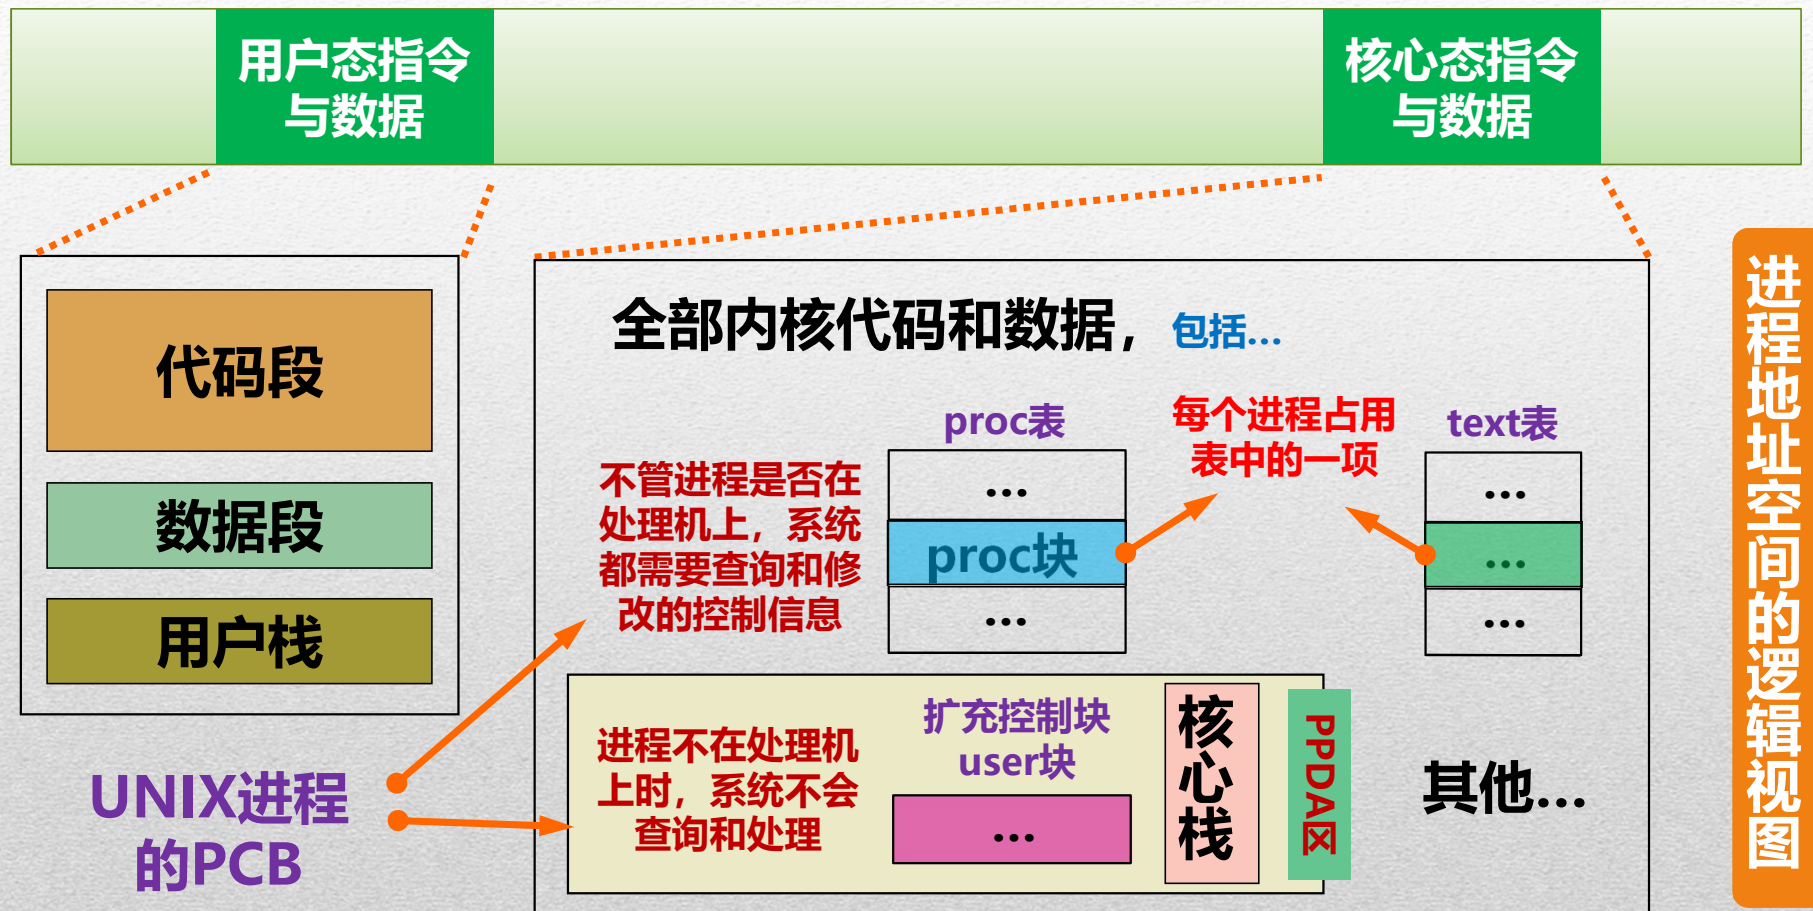 用户态指令
与数据
核心态指令
与数据
代码段
数据段
用户栈
UNIX进程
的PCB
全部内核代码和数据，包括...
proc表
每个进程占用
表中的一项
text表
不管进程是否在
处理机上，系统
都需要查询和修
改的控制信息
...
proc块
...
...
...
...
进程不在处理机
上时，系统不会
查询和处理
扩充控制块
user块
...
核心栈
PPDA区
其他...
进程地址空间的逻辑视图